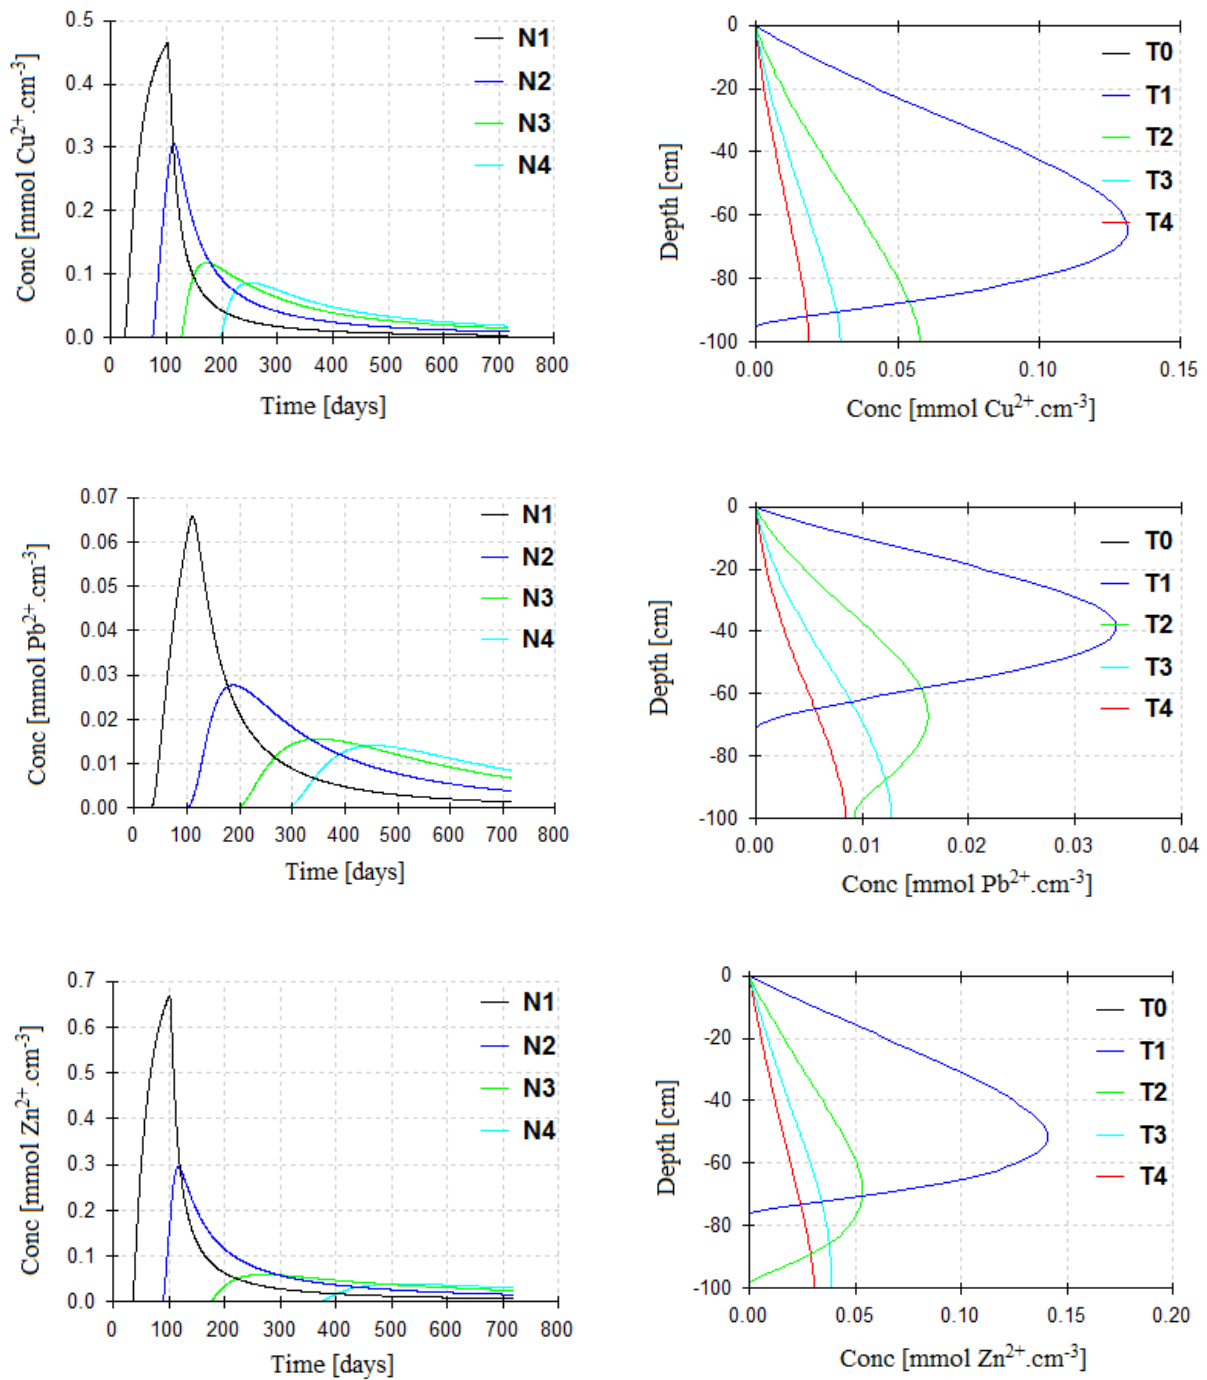 0.5
0.4
0.3
0.2
0.1
0.0
0 100 200 300 400 500 600 700 800
Conc [mmol Cu²⁺.cm⁻³]
Time [days]
N1
N2
N3
N4
0
-20
-40
-60
-80
-100
0.00 0.05 0.10 0.15
Depth [cm]
Conc [mmol Cu²⁺.cm⁻³]
T0
T1
T2
T3
T4
0.07
0.06
0.05
0.04
0.03
0.02
0.01
0.00
0 100 200 300 400 500 600 700 800
Conc [mmol Pb²⁺.cm⁻³]
Time [days]
N1
N2
N3
N4
0
-20
-40
-60
-80
-100
0.00 0.01 0.02 0.03 0.04
Depth [cm]
Conc [mmol Pb²⁺.cm⁻³]
T0
T1
T2
T3
T4
0.7
0.6
0.5
0.4
0.3
0.2
0.1
0.0
0 100 200 300 400 500 600 700 800
Conc [mmol Zn²⁺.cm⁻³]
Time [days]
N1
N2
N3
N4
0
-20
-40
-60
-80
-100
0.00 0.05 0.10 0.15 0.20
Depth [cm]
Conc [mmol Zn²⁺.cm⁻³]
T0
T1
T2
T3
T4